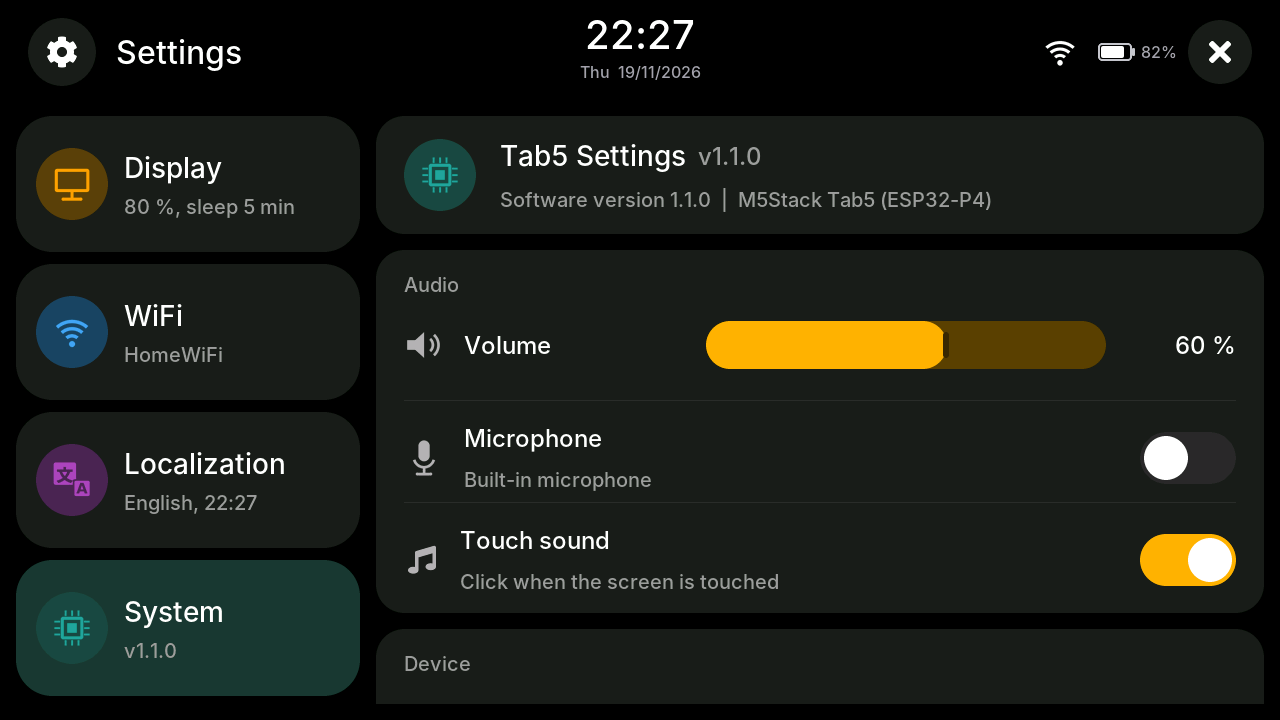 Settings
22:27
Thu 19/11/2026
82%
Display
80 %, sleep 5 min
WiFi
HomeWiFi
文A
Localization
English, 22:27
System
v1.1.0
Tab5 Settings v1.1.0
Software version 1.1.0 | M5Stack Tab5 (ESP32-P4)
Audio
Volume
60 %
Microphone
Built-in microphone
Touch sound
Click when the screen is touched
Device